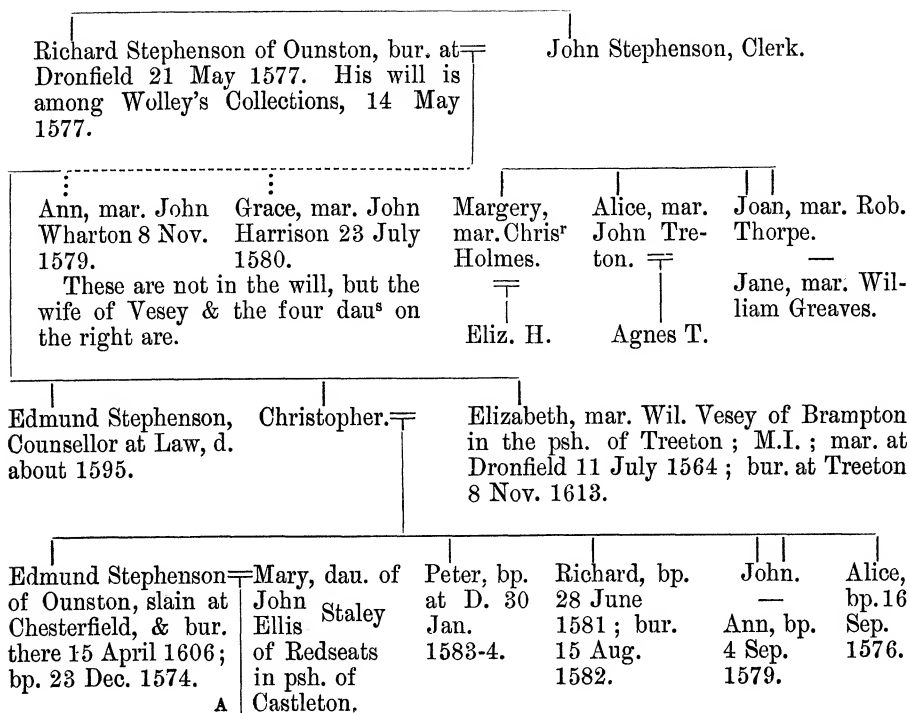 Richard Stephenson of Ounston, bur. at
Dronfield 21 May 1577. His will is
among Wolley's Collections, 14 May
1577.
John Stephenson, Clerk.
Ann, mar. John
Wharton 8 Nov.
1579.
Grace, mar. John
Harrison 23 July
1580.
These are not in the will, but the
wife of Vesey & the four daus on
the right are.
Margery,
mar. Chrisr
Holmes.
Eliz. H.
Alice, mar.
John Tre-
ton.
Agnes T.
Joan, mar. Rob.
Thorpe.
—
Jane, mar. Wil-
liam Greaves.
Edmund Stephenson,
Counsellor at Law, d.
about 1595.
Christopher.
Elizabeth, mar. Wil. Vesey of Brampton
in the psh. of Treeton ; M.I. ; mar. at
Dronfield 11 July 1564 ; bur. at Treeton
8 Nov. 1613.
Edmund Stephenson
of Ounston, slain at
Chesterfield, & bur.
there 15 April 1606 ;
bp. 23 Dec. 1574.
A
Mary, dau. of
John
Ellis Staley
of Redseats
in psh. of
Castleton.
Peter, bp.
at D. 30
Jan.
1583-4.
Richard, bp.
28 June
1581 ; bur.
15 Aug.
1582.
John.
—
Ann, bp.
4 Sep.
1579.
Alice,
bp. 16
Sep.
1576.